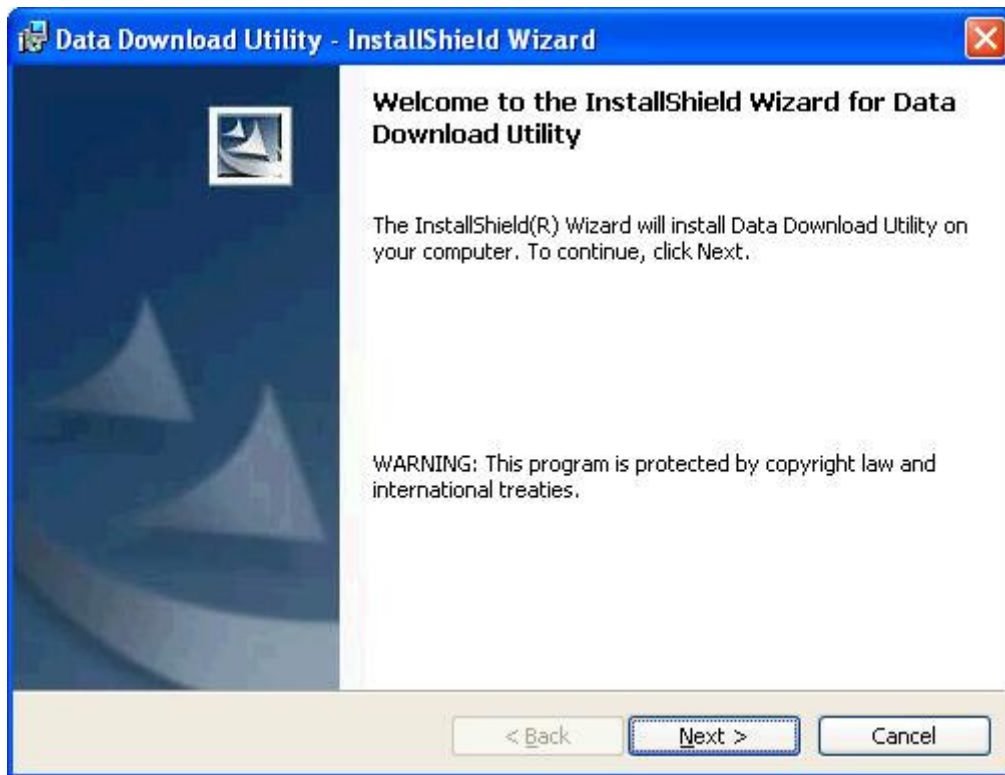 Data Download Utility - InstallShield Wizard
Welcome to the InstallShield Wizard for Data
Download Utility
The InstallShield(R) Wizard will install Data Download Utility on
your computer. To continue, click Next.
WARNING: This program is protected by copyright law and
international treaties.
< Back
Next >
Cancel